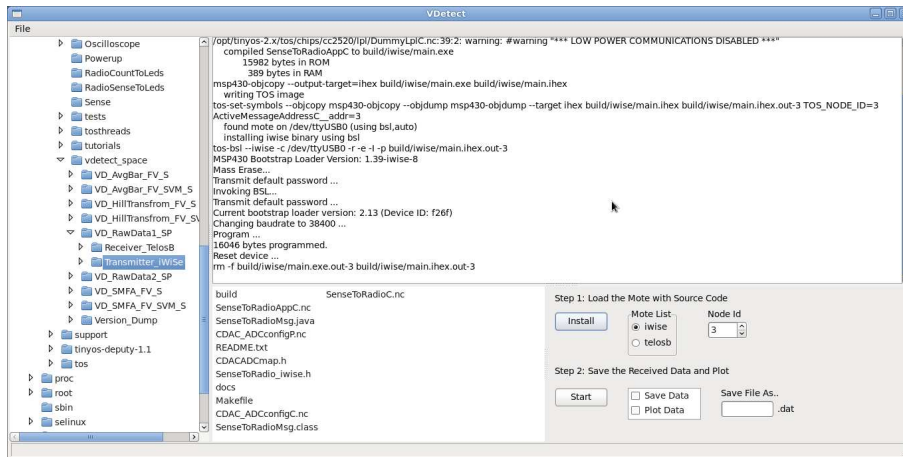 VDetect
File
Oscilloscope
Powerup
RadioCountToLeds
RadioSenseToLeds
Sense
tests
tosthreads
tutorials
vdetect_space
VD_AvgBar_FV_S
VD_AvgBar_FV_SVM_S
VD_HillTransfrom_FV_S
VD_HillTransfrom_FV_SV
VD_RawData1_SP
Receiver_TelosB
Transmitter_iWiSe
VD_RawData2_SP
VD_SMFA_FV_S
VD_SMFA_FV_SVM_S
Version_Dump
support
tinyos-deputy-1.1
tos
proc
root
sbin
selinux
/opt/tinyos-2.x/tos/chips/cc2520/lpl/DummyLplC.nc:39:2: warning: #warning "*** LOW POWER COMMUNICATIONS DISABLED ***"
compiled SenseToRadioAppC to build/iwise/main.exe
15982 bytes in ROM
389 bytes in RAM
msp430-objcopy --output-target=ihex build/iwise/main.exe build/iwise/main.ihex
writing TOS image
tos-set-symbols --objcopy msp430-objcopy --objdump msp430-objdump --target ihex build/iwise/main.ihex build/iwise/main.ihex.out-3 TOS_NODE_ID=3
ActiveMessageAddressC__addr=3
found mote on /dev/ttyUSB0 (using bsl,auto)
installing iwise binary using bsl
tos-bsl --iwise -c /dev/ttyUSB0 -r -e -I -p build/iwise/main.ihex.out-3
MSP430 Bootstrap Loader Version: 1.39-iwise-8
Mass Erase...
Transmit default password ...
Invoking BSL...
Transmit default password ...
Current bootstrap loader version: 2.13 (Device ID: f26f)
Changing baudrate to 38400 ...
Program ...
16046 bytes programmed.
Reset device ...
rm -f build/iwise/main.exe.out-3 build/iwise/main.ihex.out-3
build SenseToRadioC.nc
SenseToRadioAppC.nc
SenseToRadioMsg.java
CDAC_ADCconfigP.nc
README.txt
CDACADCmap.h
SenseToRadio_iwise.h
docs
Makefile
CDAC_ADCconfigC.nc
SenseToRadioMsg.class
Step 1: Load the Mote with Source Code
Install
Mote List
iwise
telosb
Node Id
3
Step 2: Save the Received Data and Plot
Start
Save Data
Plot Data
Save File As..
.dat